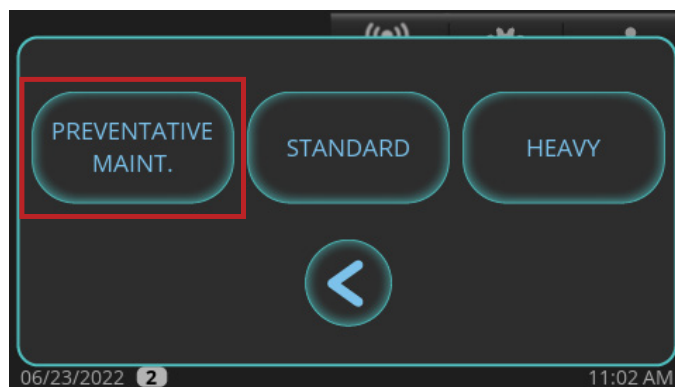 PREVENTATIVE
MAINT.
STANDARD
HEAVY
06/23/2022 2
11:02 AM